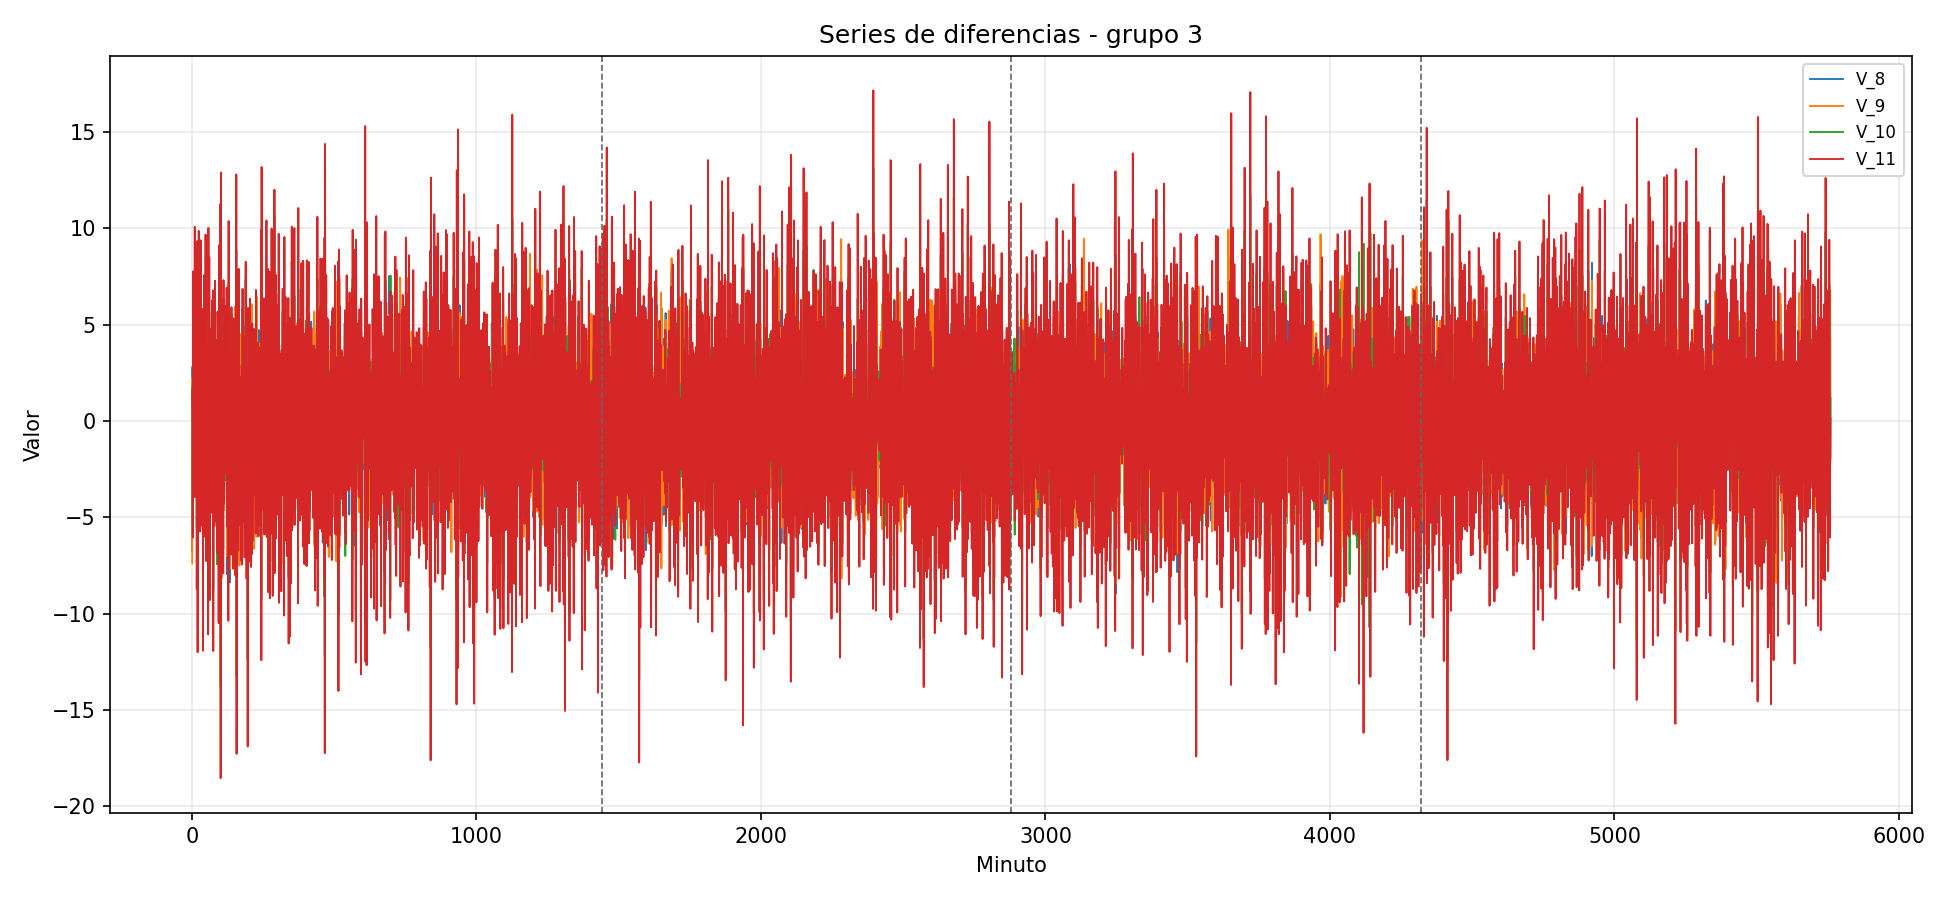 Series de diferencias - grupo 3
V_8
V_9
V_10
V_11
15
10
5
0
−5
−10
−15
−20
Valor
0 1000 2000 3000 4000 5000 6000
Minuto